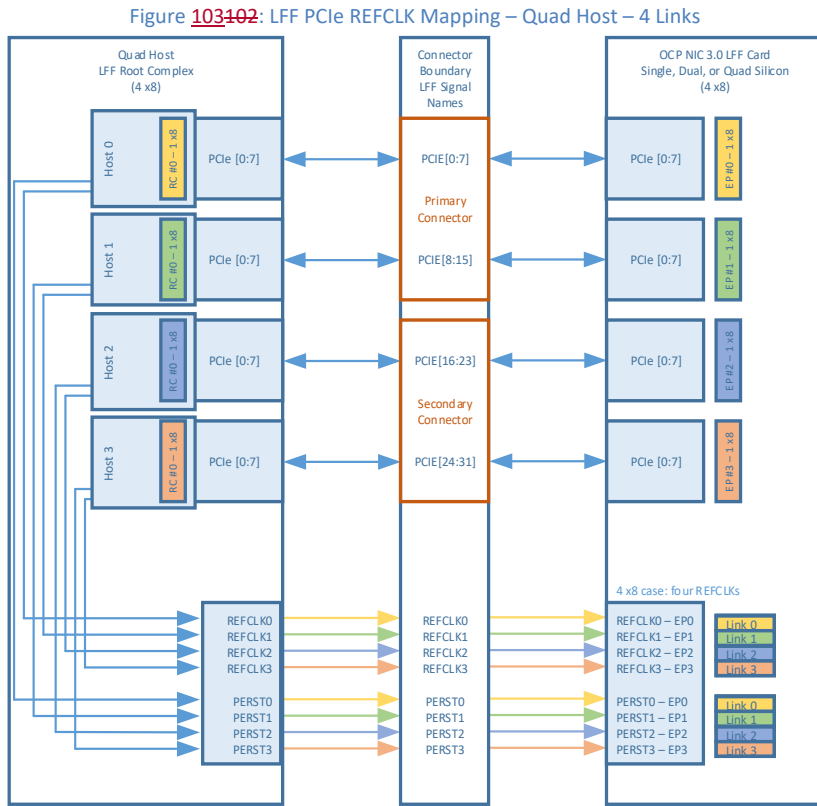 Figure 103102: LFF PCIe REFCLK Mapping – Quad Host – 4 Links
Quad Host
LFF Root Complex
(4 x8)
Connector
Boundary
LFF Signal
Names
OCP NIC 3.0 LFF Card
Single, Dual, or Quad Silicon
(4 x8)
Host 0
RC #0 – 1 x8
PCIe [0:7]
PCIE[0:7]
PCIe [0:7]
EP #0 – 1 x8
Primary
Connector
Host 1
RC #0 – 1 x8
PCIe [0:7]
PCIE[8:15]
PCIe [0:7]
EP #1 – 1 x8
Host 2
RC #0 – 1 x8
PCIe [0:7]
PCIE[16:23]
PCIe [0:7]
EP #2 – 1 x8
Secondary
Connector
Host 3
RC #0 – 1 x8
PCIe [0:7]
PCIE[24:31]
PCIe [0:7]
EP #3 – 1 x8
4 x8 case: four REFCLKs
REFCLK0
REFCLK1
REFCLK2
REFCLK3
PERST0
PERST1
PERST2
PERST3
REFCLK0
REFCLK1
REFCLK2
REFCLK3
PERST0
PERST1
PERST2
PERST3
REFCLK0 – EP0
REFCLK1 – EP1
REFCLK2 – EP2
REFCLK3 – EP3
PERST0 – EP0
PERST1 – EP1
PERST2 – EP2
PERST3 – EP3
Link 0
Link 1
Link 2
Link 3
Link 0
Link 1
Link 2
Link 3